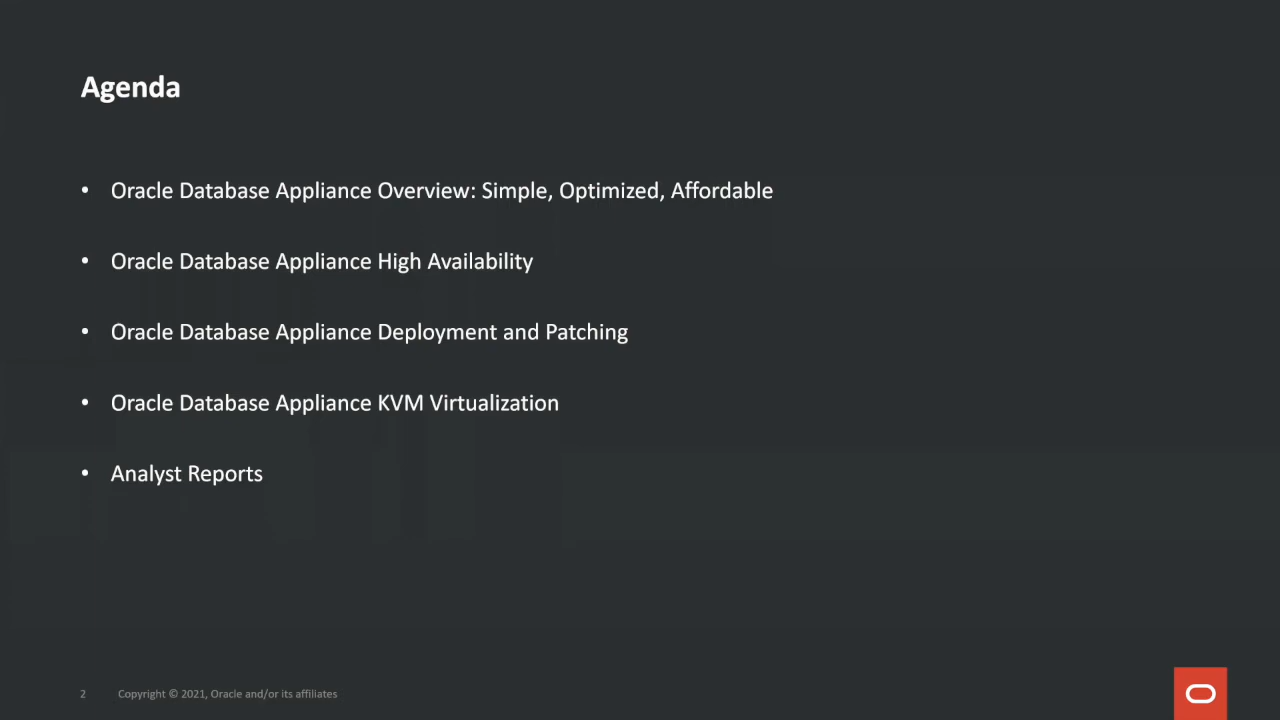 Agenda
• Oracle Database Appliance Overview: Simple, Optimized, Affordable
• Oracle Database Appliance High Availability
• Oracle Database Appliance Deployment and Patching
• Oracle Database Appliance KVM Virtualization
• Analyst Reports
2 Copyright © 2021, Oracle and/or its affiliates